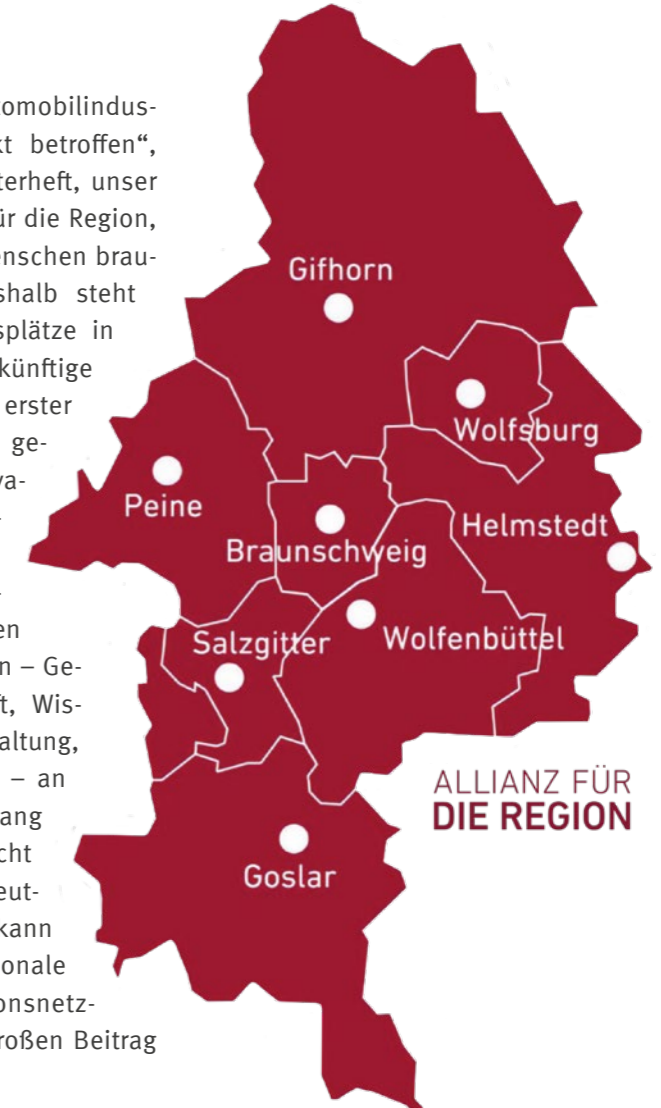 tomobilindus-
kt betroffen“,
terheft, unser
ür die Region,
enschen brau-
shalb steht
splätze in
künftige
erster
ge-
va-
-
-
en
n – Ge-
t, Wis-
altung,
– an
ang
cht
eut-
kann
onale
onsnetz-
roßen Beitrag
Gifhorn
Wolfsburg
Peine
Braunschweig
Helmstedt
Salzgitter
Wolfenbüttel
Goslar
ALLIANZ FÜR
DIE REGION